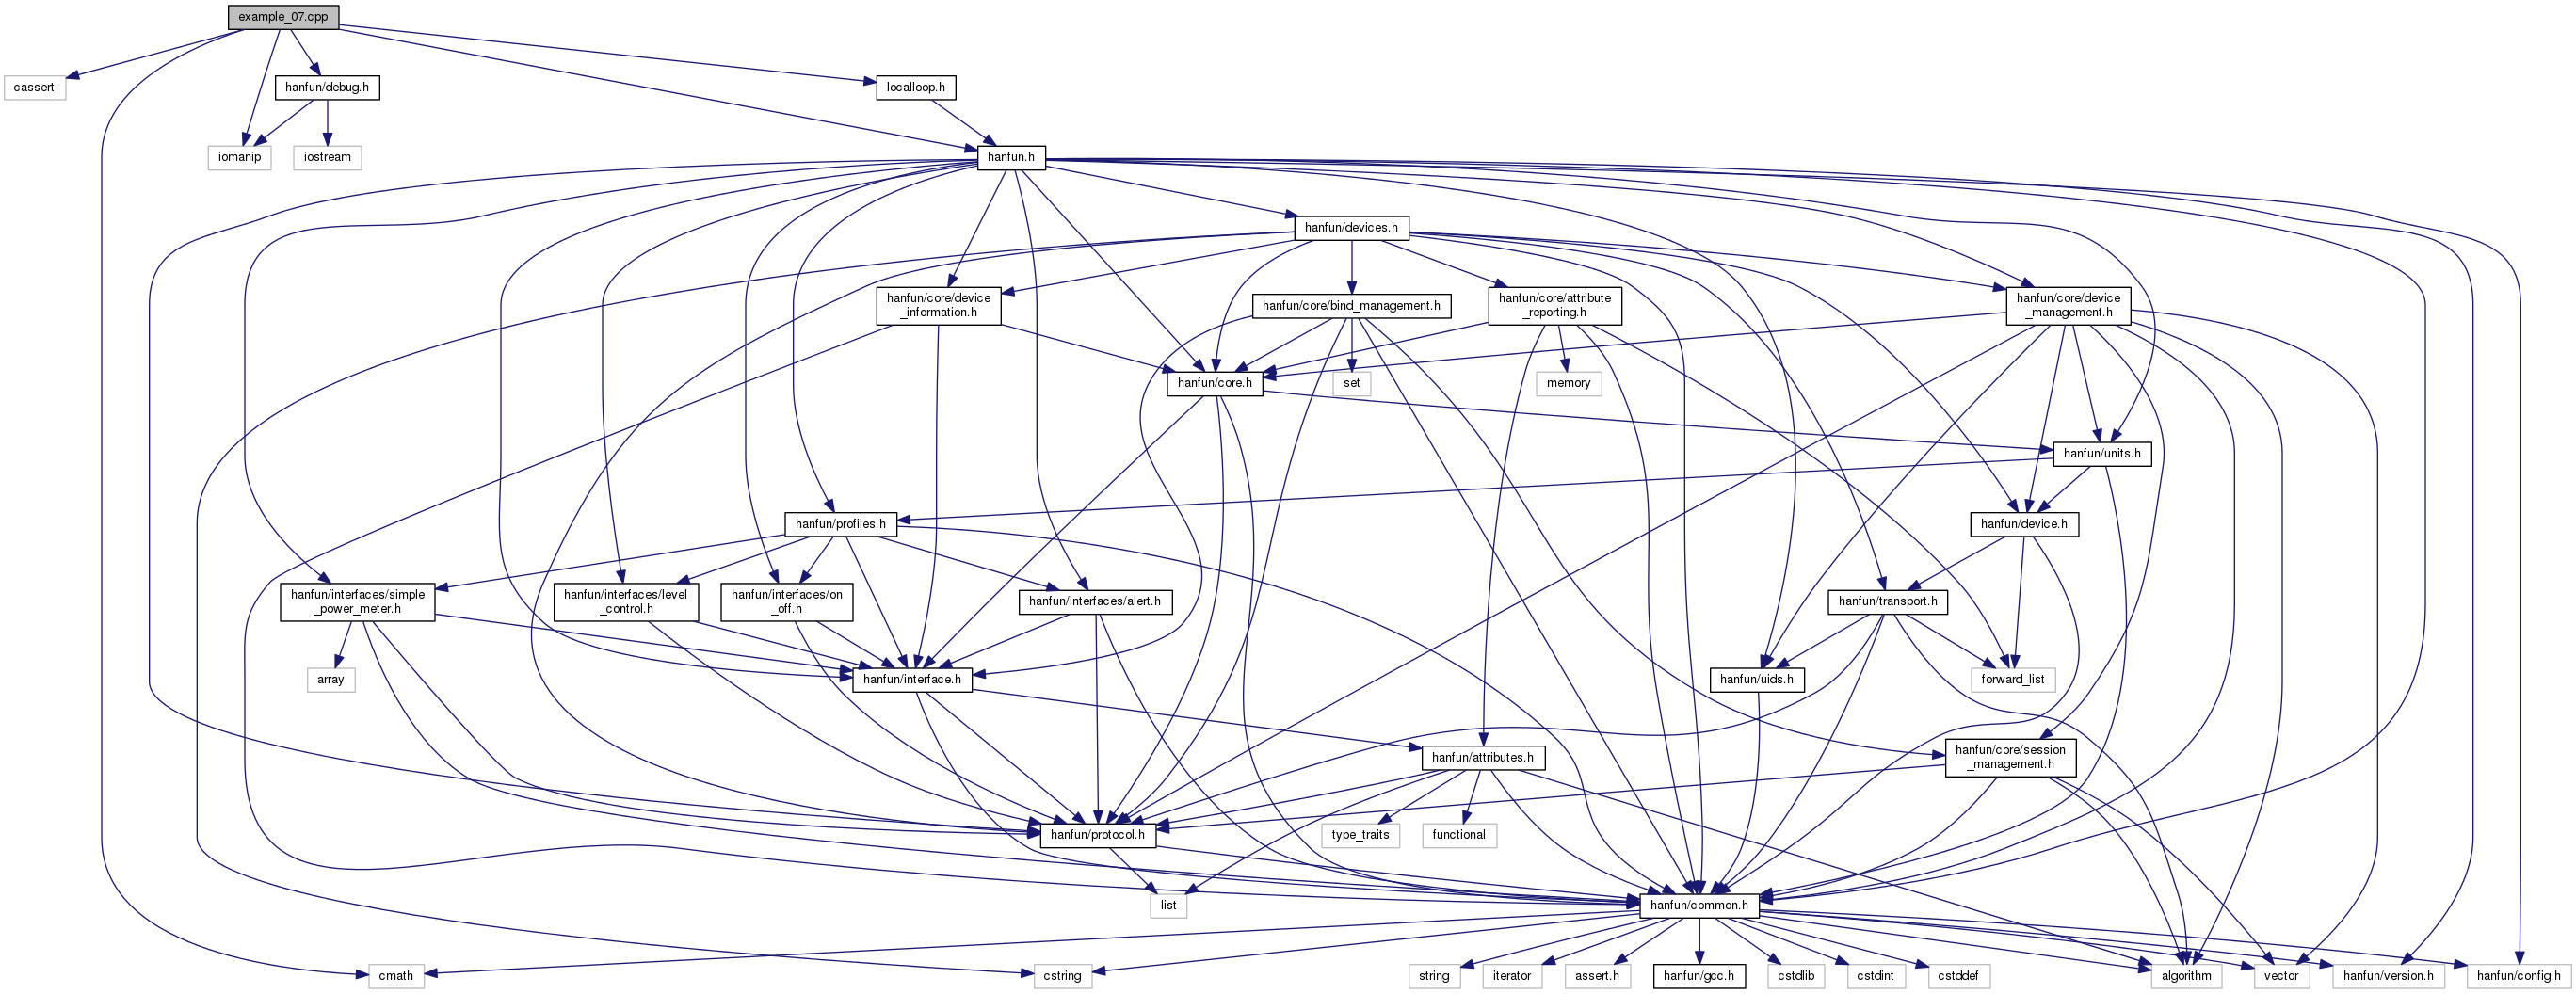 example_07.cpp
cassert
hanfun/debug.h
localloop.h
iomanip
iostream
hanfun.h
hanfun/devices.h
hanfun/core/device
_information.h
hanfun/core/bind_management.h
hanfun/core/attribute
_reporting.h
hanfun/core/device
_management.h
hanfun/core.h
set
memory
hanfun/units.h
hanfun/profiles.h
hanfun/device.h
hanfun/interfaces/simple
_power_meter.h
hanfun/interfaces/level
_control.h
hanfun/interfaces/on
_off.h
hanfun/interfaces/alert.h
hanfun/transport.h
array
hanfun/interface.h
hanfun/uids.h
forward_list
hanfun/attributes.h
hanfun/core/session
_management.h
hanfun/protocol.h
type_traits
functional
list
hanfun/common.h
cmath
cstring
string
iterator
assert.h
hanfun/gcc.h
cstdlib
cstdint
cstddef
algorithm
vector
hanfun/version.h
hanfun/config.h